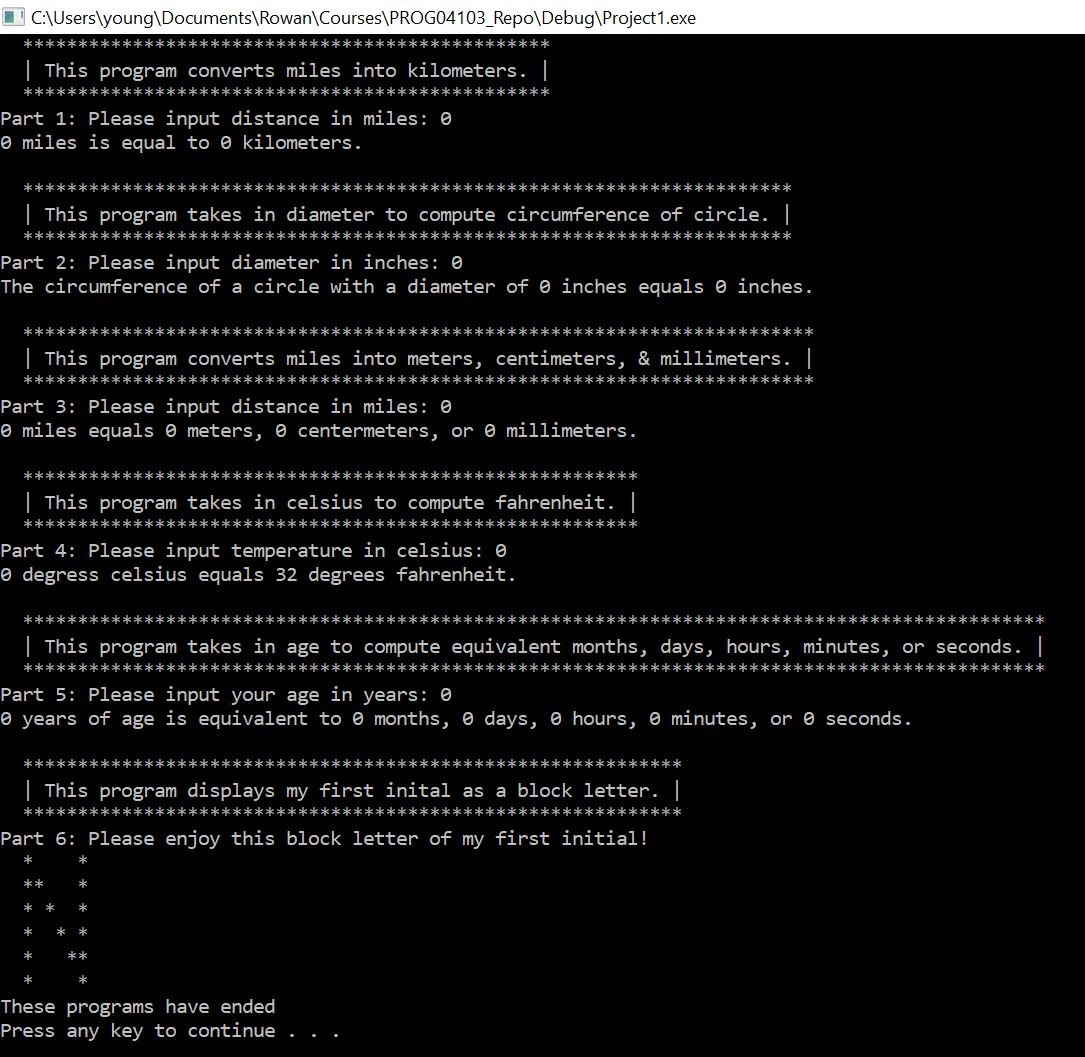 C:\Users\young\Documents\Rowan\Courses\PROG04103_Repo\Debug\Project1.exe
  ************************************************
  | This program converts miles into kilometers. |
  ************************************************
Part 1: Please input distance in miles: 0
0 miles is equal to 0 kilometers.

  **********************************************************************
  | This program takes in diameter to compute circumference of circle. |
  **********************************************************************
Part 2: Please input diameter in inches: 0
The circumference of a circle with a diameter of 0 inches equals 0 inches.

  ************************************************************************
  | This program converts miles into meters, centimeters, & millimeters. |
  ************************************************************************
Part 3: Please input distance in miles: 0
0 miles equals 0 meters, 0 centermeters, or 0 millimeters.

  ********************************************************
  | This program takes in celsius to compute fahrenheit. |
  ********************************************************
Part 4: Please input temperature in celsius: 0
0 degress celsius equals 32 degrees fahrenheit.

  *********************************************************************************************
  | This program takes in age to compute equivalent months, days, hours, minutes, or seconds. |
  *********************************************************************************************
Part 5: Please input your age in years: 0
0 years of age is equivalent to 0 months, 0 days, 0 hours, 0 minutes, or 0 seconds.

  ************************************************************
  | This program displays my first inital as a block letter. |
  ************************************************************
Part 6: Please enjoy this block letter of my first initial!
  *    *
  **   *
  * *  *
  *  * *
  *   **
  *    *
These programs have ended
Press any key to continue . . .